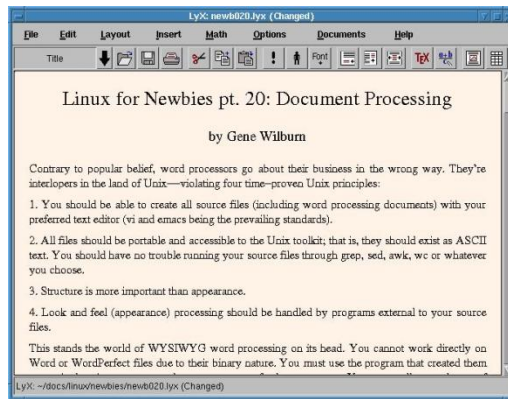 LyX: newb020.lyx (Changed)
File Edit Layout Insert Math Options Documents Help
Title Font TEX
Linux for Newbies pt. 20: Document Processing
by Gene Wilburn
Contrary to popular belief, word processors go about their business in the wrong way. They're
interlopers in the land of Unix—violating four time–proven Unix principles:
1. You should be able to create all source files (including word processing documents) with your
preferred text editor (vi and emacs being the prevailing standards).
2. All files should be portable and accessible to the Unix toolkit; that is, they should exist as ASCII
text. You should have no trouble running your source files through grep, sed, awk, wc or whatever
you choose.
3. Structure is more important than appearance.
4. Look and feel (appearance) processing should be handled by programs external to your source
files.
This stands the world of WYSIWYG word processing on its head. You cannot work directly on
Word or WordPerfect files due to their binary nature. You must use the program that created them
LyX: ~/docs/linux/newbies/newb020.lyx (Changed)